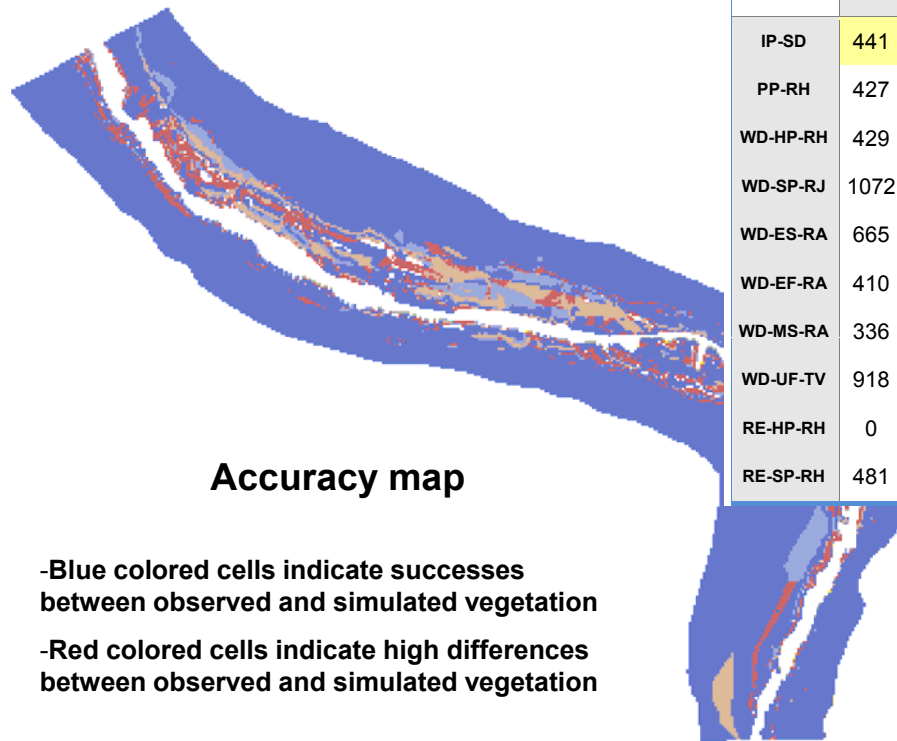 IP-SD 441
PP-RH 427
WD-HP-RH 429
WD-SP-RJ 1072
WD-ES-RA 665
WD-EF-RA 410
WD-MS-RA 336
WD-UF-TV 918
RE-HP-RH 0
RE-SP-RH 481
Accuracy map
-Blue colored cells indicate successes
between observed and simulated vegetation
-Red colored cells indicate high differences
between observed and simulated vegetation